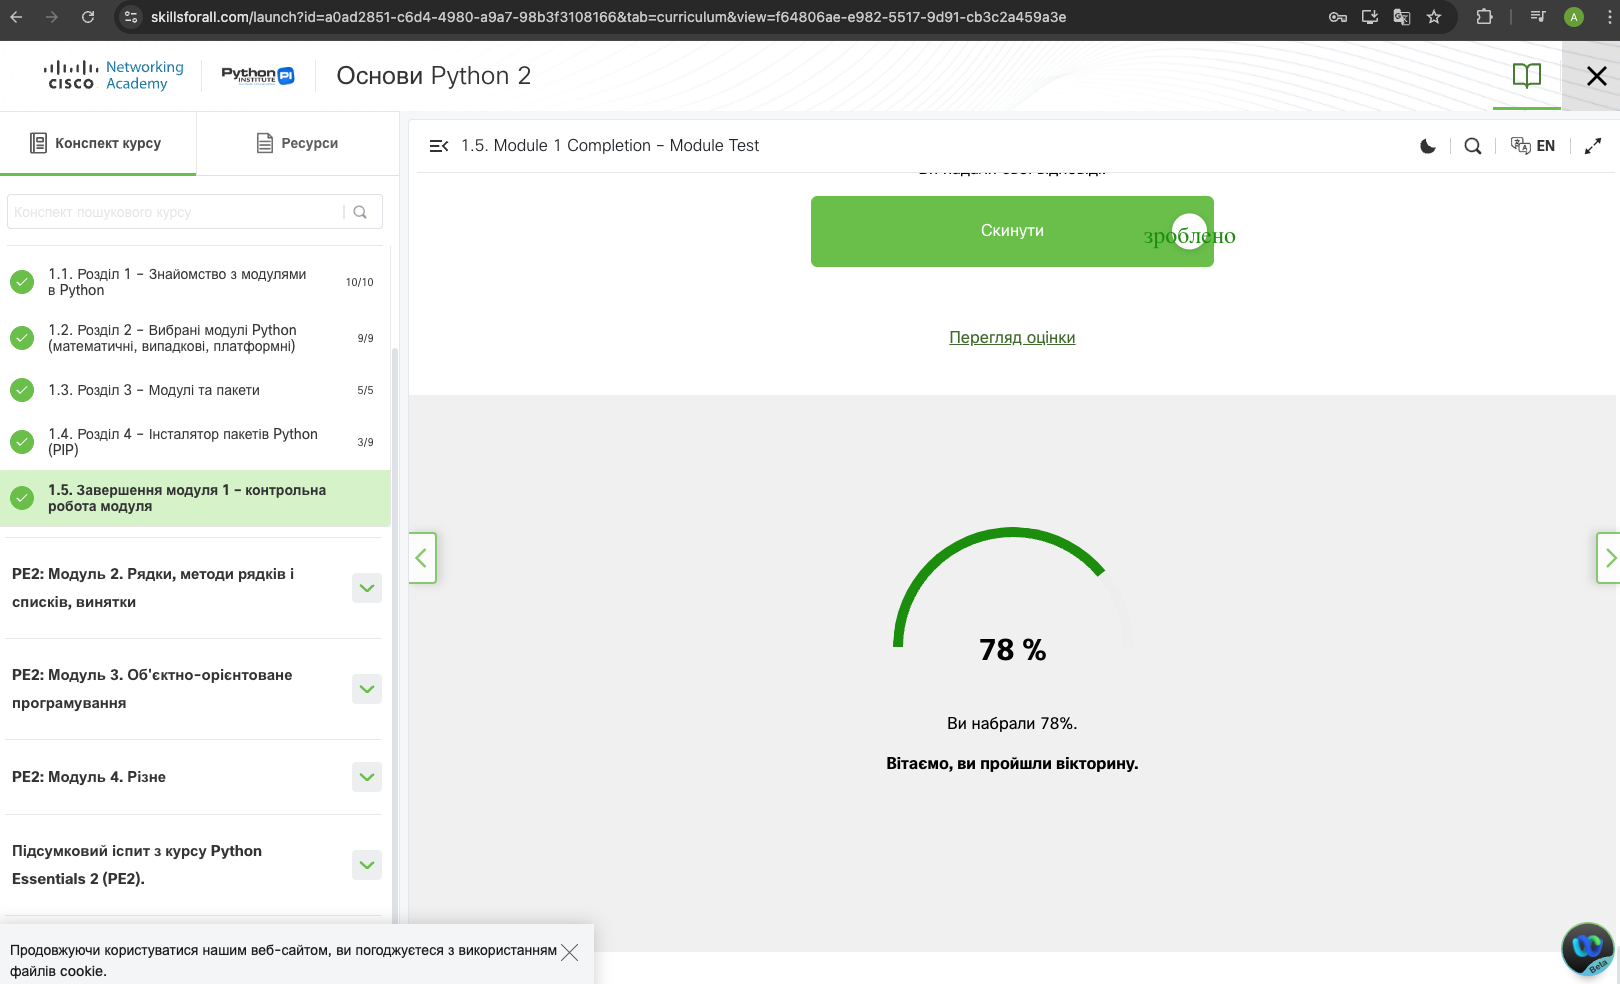 skillsforall.com/launch?id=a0ad2851-c6d4-4980-a9a7-98b3f3108166&tab=curriculum&view=f64806ae-e982-5517-9d91-cb3c2a459a3e
A
CISCO
Networking
Academy
Python
INSTITUTE
PI
Основи Python 2
Конспект курсу
Ресурси
Конспект пошукового курсу
1.1. Розділ 1 – Знайомство з модулями
в Python
10/10
1.2. Розділ 2 – Вибрані модулі Python
(математичні, випадкові, платформні)
9/9
1.3. Розділ 3 – Модулі та пакети
5/5
1.4. Розділ 4 – Інсталятор пакетів Python
(PIP)
3/9
1.5. Завершення модуля 1 – контрольна
робота модуля
PE2: Модуль 2. Рядки, методи рядків і
списків, винятки
PE2: Модуль 3. Об'єктно-орієнтоване
програмування
PE2: Модуль 4. Різне
Підсумковий іспит з курсу Python
Essentials 2 (PE2).
1.5. Module 1 Completion – Module Test
EN
Ви надали свої відповіді.
Скинути
зроблено
Перегляд оцінки
78 %
Ви набрали 78%.
Вітаємо, ви пройшли вікторину.
Продовжуючи користуватися нашим веб-сайтом, ви погоджуєтеся з використанням
файлів cookie.
Beta